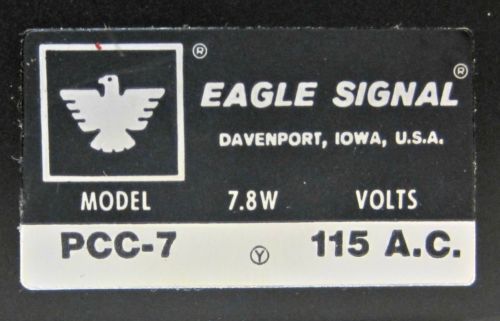 ®
EAGLE SIGNAL®
DAVENPORT, IOWA, U.S.A.
MODEL 7.8W VOLTS
PCC-7 Y 115 A.C.